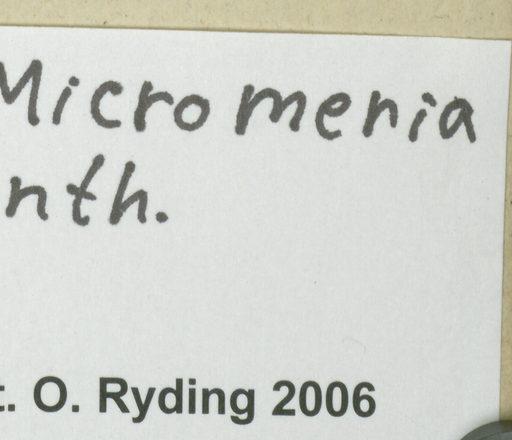 Micromenia
nth.
t. O. Ryding 2006